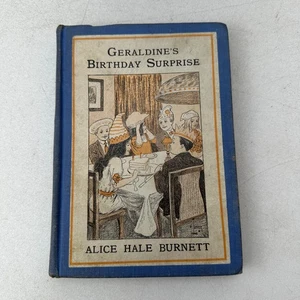 GERALDINE'S
BIRTHDAY SURPRISE
ALICE HALE BURNETT